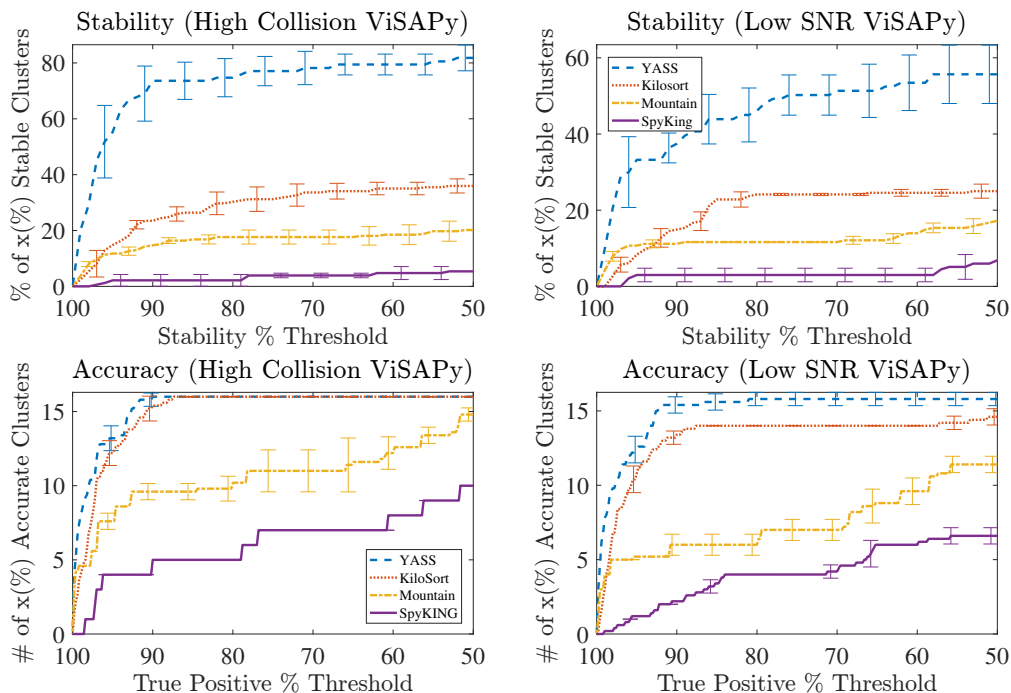 Stability (High Collision ViSAPy)
% of x(%) Stable Clusters
80
60
40
20
0
100 90 80 70 60 50
Stability % Threshold
Stability (Low SNR ViSAPy)
% of x(%) Stable Clusters
60
40
20
0
YASS
Kilosort
Mountain
SpyKing
100 90 80 70 60 50
Stability % Threshold
Accuracy (High Collision ViSAPy)
# of x(%) Accurate Clusters
15
10
5
0
YASS
KiloSort
Mountain
SpyKING
100 90 80 70 60 50
True Positive % Threshold
Accuracy (Low SNR ViSAPy)
# of x(%) Accurate Clusters
15
10
5
0
100 90 80 70 60 50
True Positive % Threshold